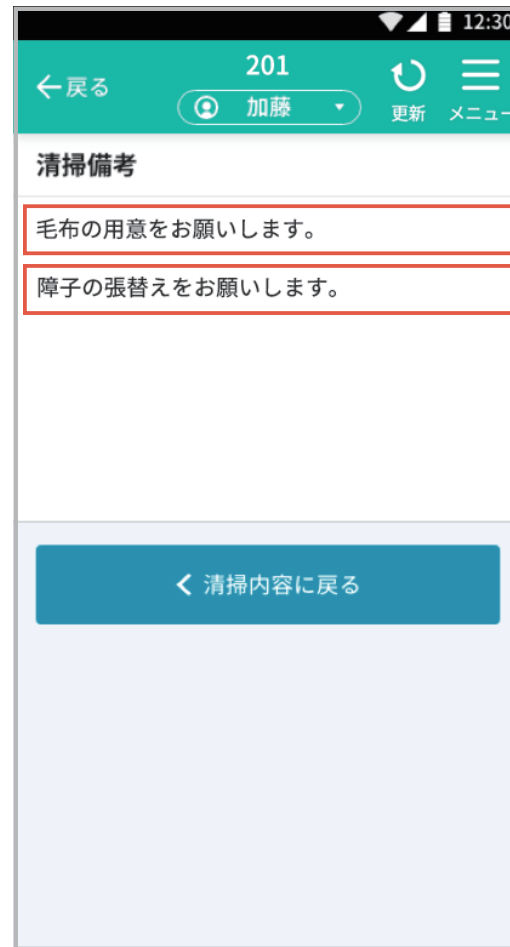 12:30
戻る
201
加藤
更新
メニュー
清掃備考
毛布の用意をお願いします。
障子の張替えをお願いします。
清掃内容に戻る